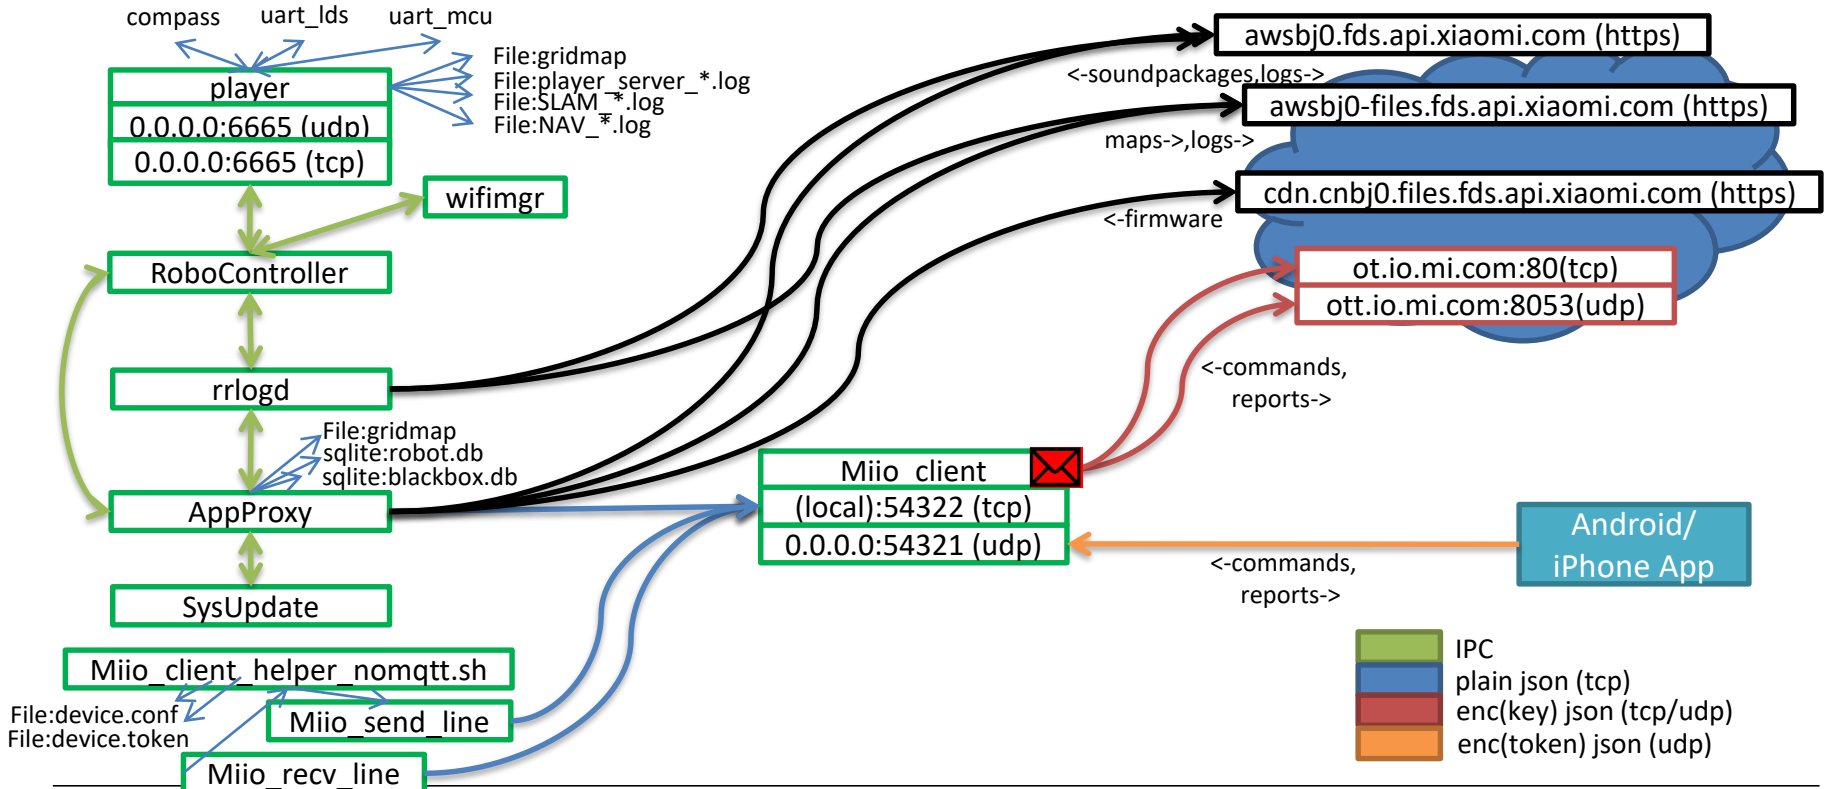 compass
uart_lds
uart_mcu
player
0.0.0.0:6665 (udp)
0.0.0.0:6665 (tcp)
File:gridmap
File:player_server_*.log
File:SLAM_*.log
File:NAV_*.log
wifimgr
RoboController
rrlogd
File:gridmap
sqlite:robot.db
sqlite:blackbox.db
AppProxy
SysUpdate
Miio_client_helper_nomqtt.sh
File:device.conf
File:device.token
Miio_send_line
Miio_recv_line
awsbj0.fds.api.xiaomi.com (https)
<-soundpackages,logs->
awsbj0-files.fds.api.xiaomi.com (https)
maps->,logs->
cdn.cnbj0.files.fds.api.xiaomi.com (https)
<-firmware
ot.io.mi.com:80(tcp)
ott.io.mi.com:8053(udp)
<-commands,
reports->
Miio_client
(local):54322 (tcp)
0.0.0.0:54321 (udp)
<-commands,
reports->
Android/
iPhone App
IPC
plain json (tcp)
enc(key) json (tcp/udp)
enc(token) json (udp)